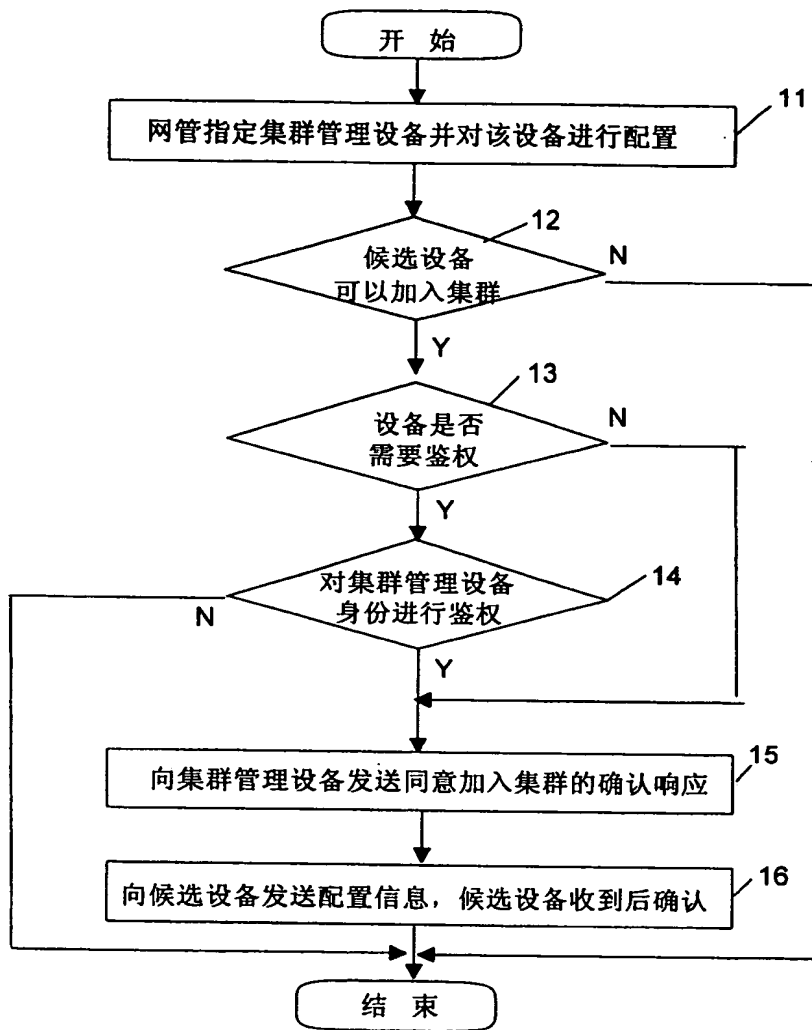 开 始
11
网管指定集群管理设备并对该设备进行配置
12
候选设备
可以加入集群
N
Y
13
设备是否
需要鉴权
N
Y
对集群管理设备
身份进行鉴权
14
N
Y
15
向集群管理设备发送同意加入集群的确认响应
16
向候选设备发送配置信息，候选设备收到后确认
结 束